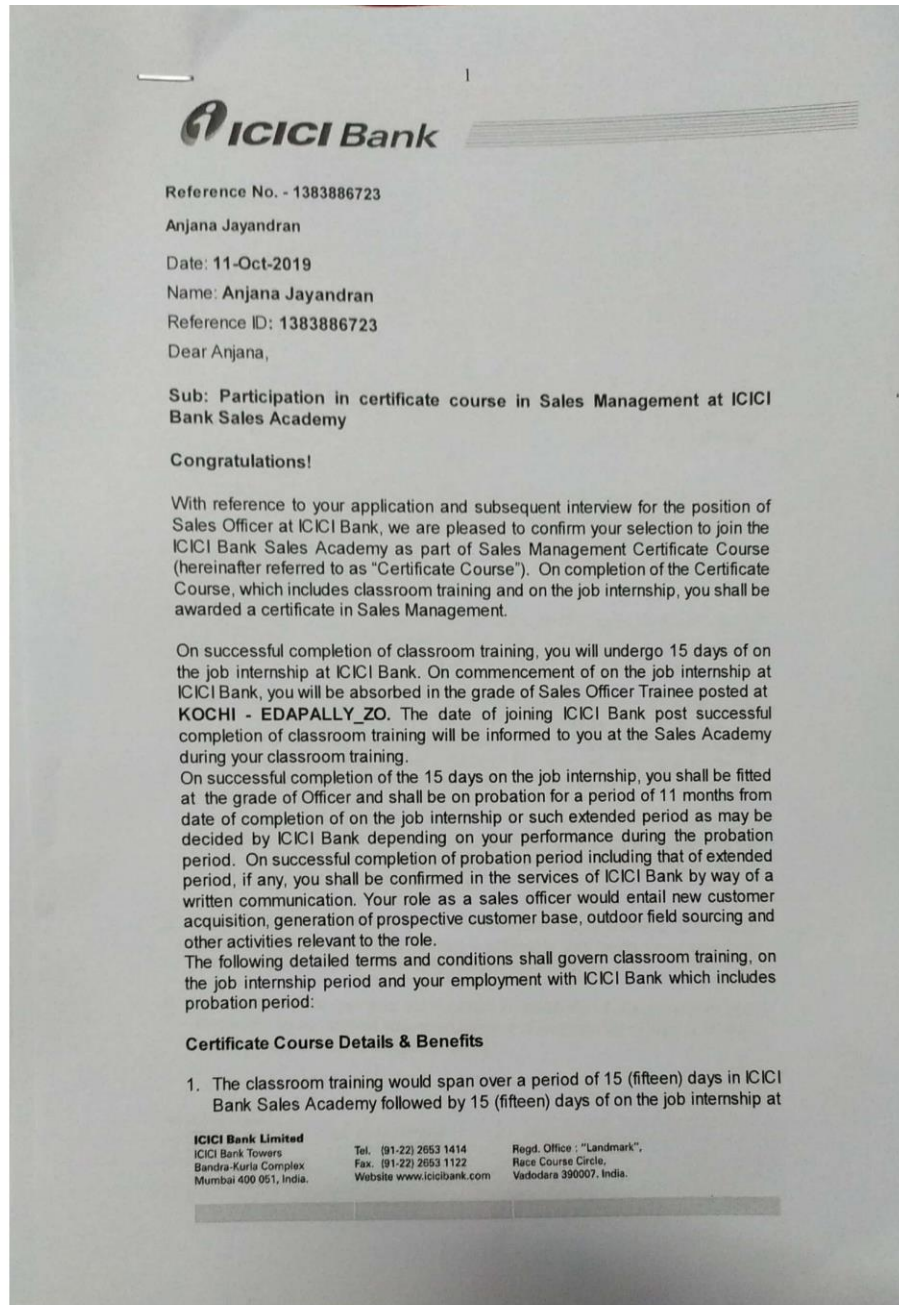 1
ICICI Bank
Reference No. - 1383886723
Anjana Jayandran
Date: 11-Oct-2019
Name: Anjana Jayandran
Reference ID: 1383886723
Dear Anjana,
Sub: Participation in certificate course in Sales Management at ICICI
Bank Sales Academy
Congratulations!
With reference to your application and subsequent interview for the position of
Sales Officer at ICICI Bank, we are pleased to confirm your selection to join the
ICICI Bank Sales Academy as part of Sales Management Certificate Course
(hereinafter referred to as “Certificate Course”). On completion of the Certificate
Course, which includes classroom training and on the job internship, you shall be
awarded a certificate in Sales Management.
On successful completion of classroom training, you will undergo 15 days of on
the job internship at ICICI Bank. On commencement of on the job internship at
ICICI Bank, you will be absorbed in the grade of Sales Officer Trainee posted at
KOCHI - EDAPALLY_ZO. The date of joining ICICI Bank post successful
completion of classroom training will be informed to you at the Sales Academy
during your classroom training.
On successful completion of the 15 days on the job internship, you shall be fitted
at the grade of Officer and shall be on probation for a period of 11 months from
date of completion of on the job internship or such extended period as may be
decided by ICICI Bank depending on your performance during the probation
period. On successful completion of probation period including that of extended
period, if any, you shall be confirmed in the services of ICICI Bank by way of a
written communication. Your role as a sales officer would entail new customer
acquisition, generation of prospective customer base, outdoor field sourcing and
other activities relevant to the role.
The following detailed terms and conditions shall govern classroom training, on
the job internship period and your employment with ICICI Bank which includes
probation period:
Certificate Course Details & Benefits
1. The classroom training would span over a period of 15 (fifteen) days in ICICI
Bank Sales Academy followed by 15 (fifteen) days of on the job internship at
ICICI Bank Limited
ICICI Bank Towers
Bandra-Kurla Complex
Mumbai 400 051, India.
Tel. (91-22) 2653 1414
Fax. (91-22) 2653 1122
Website www.icicibank.com
Regd. Office : "Landmark",
Race Course Circle,
Vadodara 390007. India.